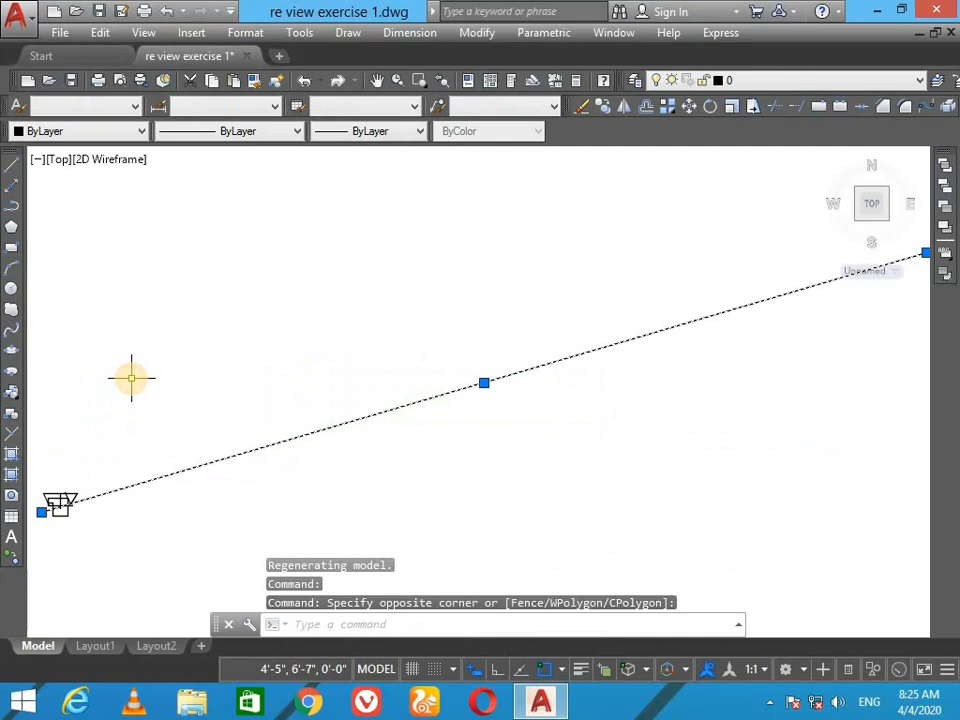 re view exercise 1.dwg
Type a keyword or phrase
Sign In
File Edit View Insert Format Tools Draw Dimension Modify Parametric Window Help Express
Start
re view exercise 1*
0
ByLayer
ByLayer
ByLayer
ByColor
[−][Top][2D Wireframe]
N
W
TOP
E
S
Unnamed
Regenerating model.
Command:
Command: Specify opposite corner or [Fence/WPolygon/CPolygon]:
Type a command
Model Layout1 Layout2
4'-5", 6'-7", 0'-0"
MODEL
1:1
ENG
8:25 AM
4/4/2020